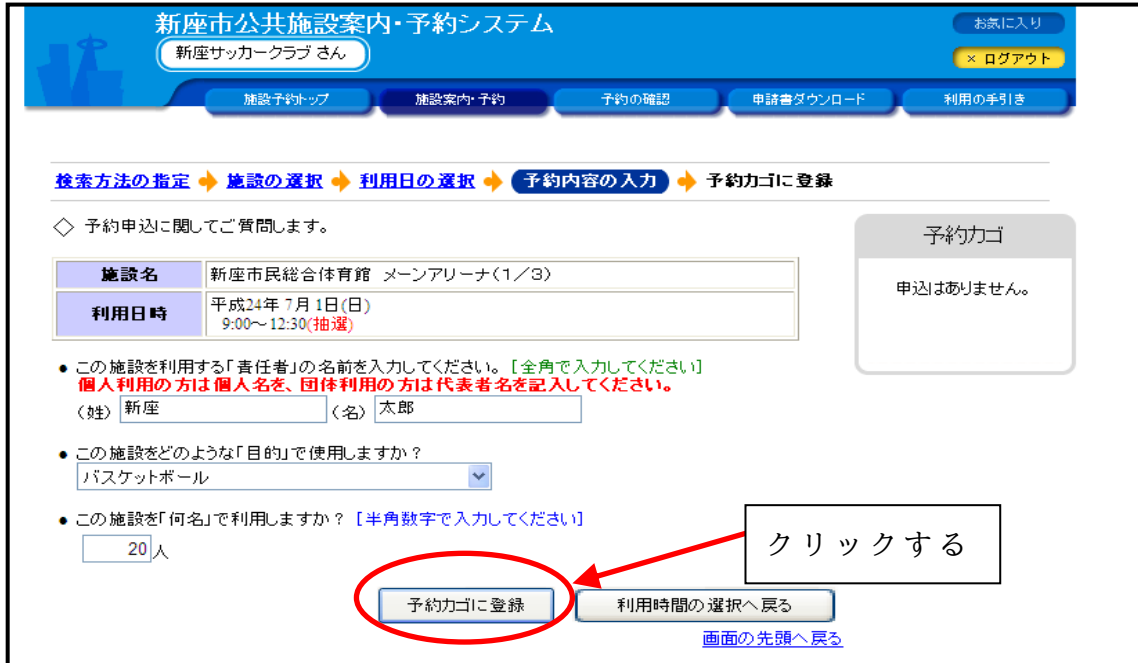 新座市公共施設案内・予約システム
お気に入り
新座サッカークラブ さん
× ログアウト
施設予約トップ 施設案内・予約 予約の確認 申請書ダウンロード 利用の手引き
検索方法の指定 施設の選択 利用日の選択 予約内容の入力 予約カゴに登録
◇ 予約申込に関してご質問します。
予約カゴ
申込はありません。
施設名 新座市民総合体育館 メーンアリーナ(1/3)
利用日時 平成24年7月1日(日)
9:00～12:30(抽選)
● この施設を利用する「責任者」の名前を入力してください。[全角で入力してください]
個人利用の方は個人名を、団体利用の方は代表者名を記入してください。
(姓) 新座 (名) 太郎
● この施設をどのような「目的」で使用しますか?
バスケットボール
● この施設を「何名」で利用しますか? [半角数字で入力してください]
20 人
クリックする
予約カゴに登録 利用時間の選択へ戻る
画面の先頭へ戻る